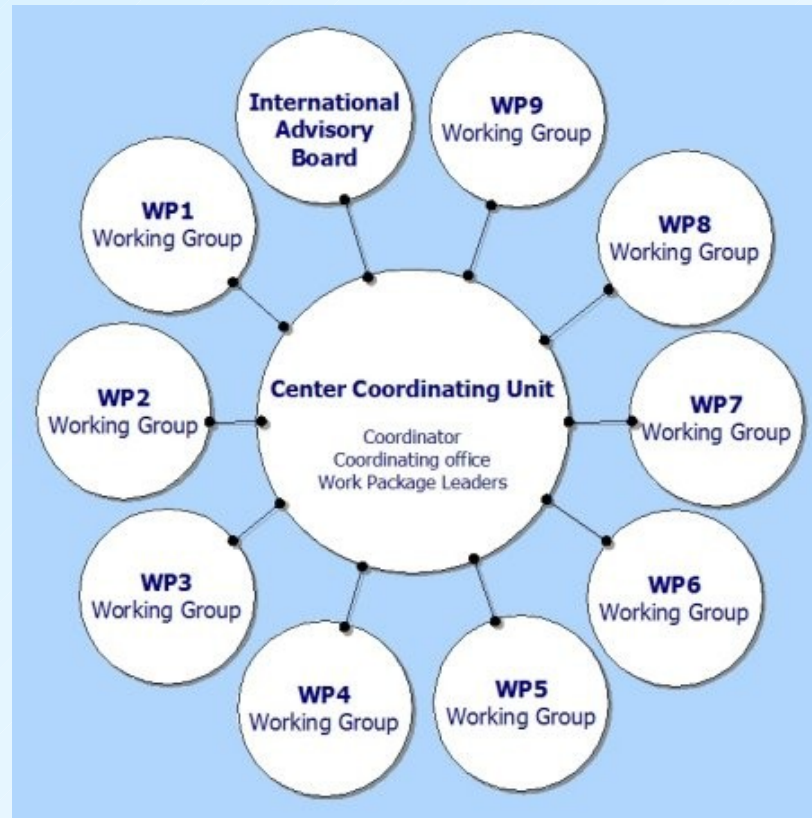 International
Advisory
Board
WP9
Working Group
WP1
Working Group
WP8
Working Group
WP2
Working Group
Center Coordinating Unit
Coordinator
Coordinating office
Work Package Leaders
WP7
Working Group
WP3
Working Group
WP6
Working Group
WP4
Working Group
WP5
Working Group